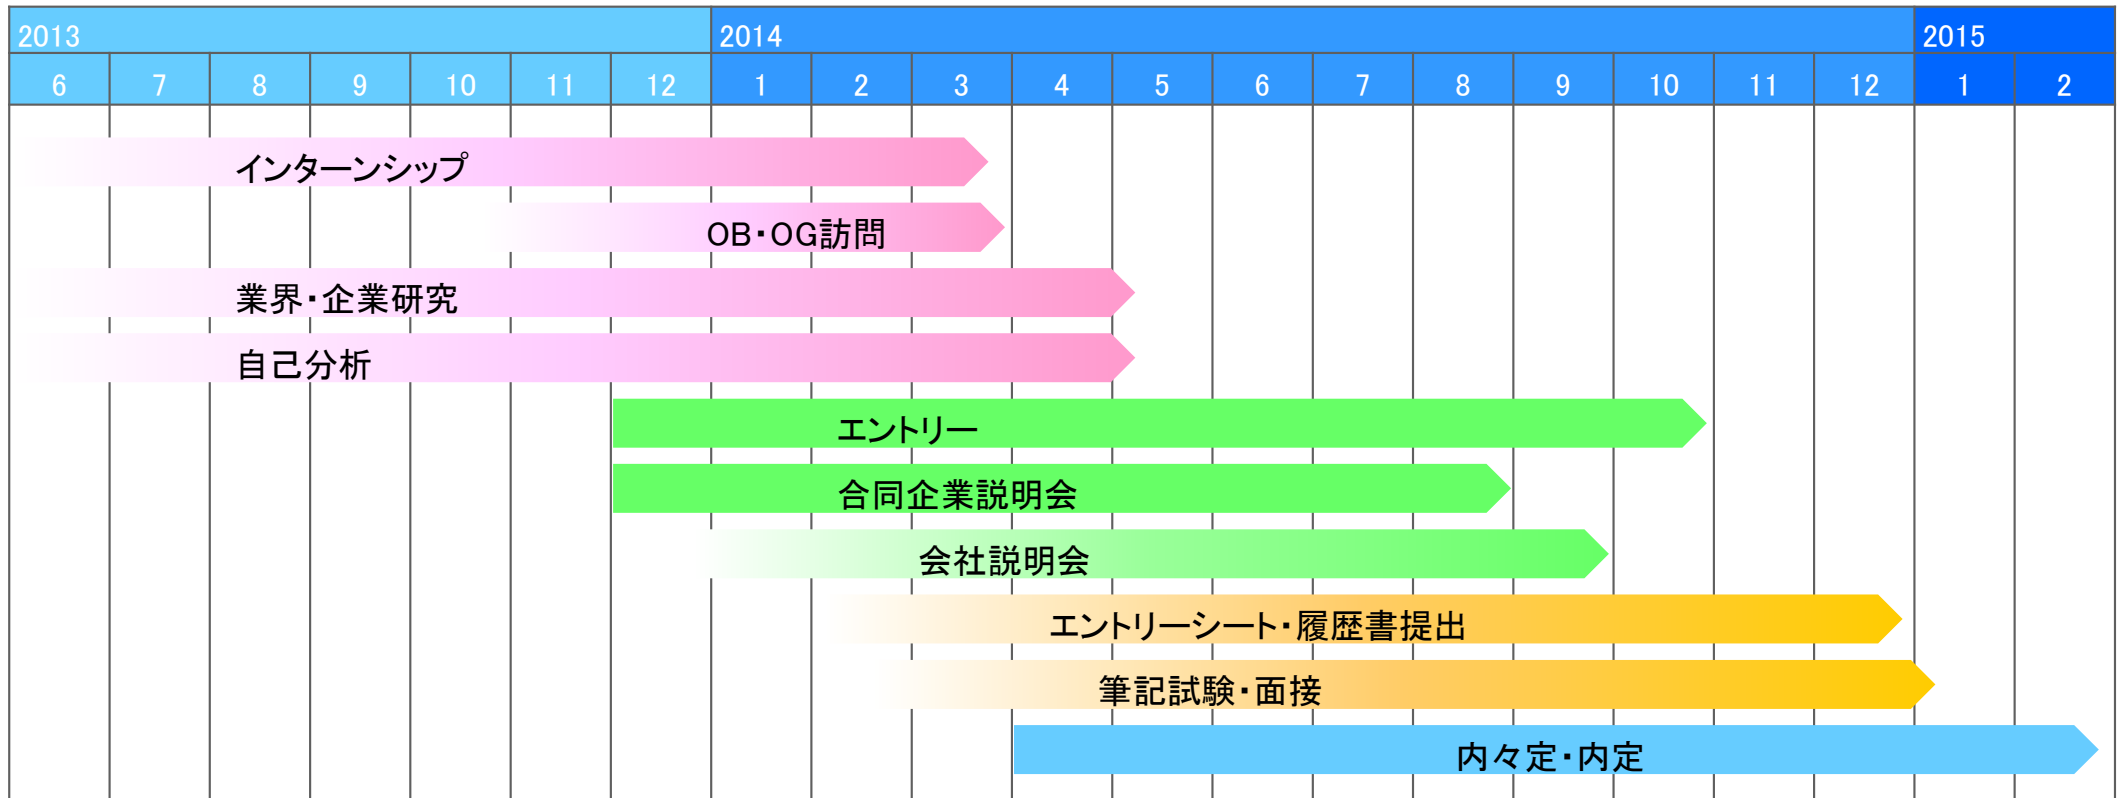 2013 2014 2015
6 7 8 9 10 11 12 1 2 3 4 5 6 7 8 9 10 11 12 1 2
インターンシップ
OB・OG訪問
業界・企業研究
自己分析
エントリー
合同企業説明会
会社説明会
エントリーシート・履歴書提出
筆記試験・面接
内々定・内定